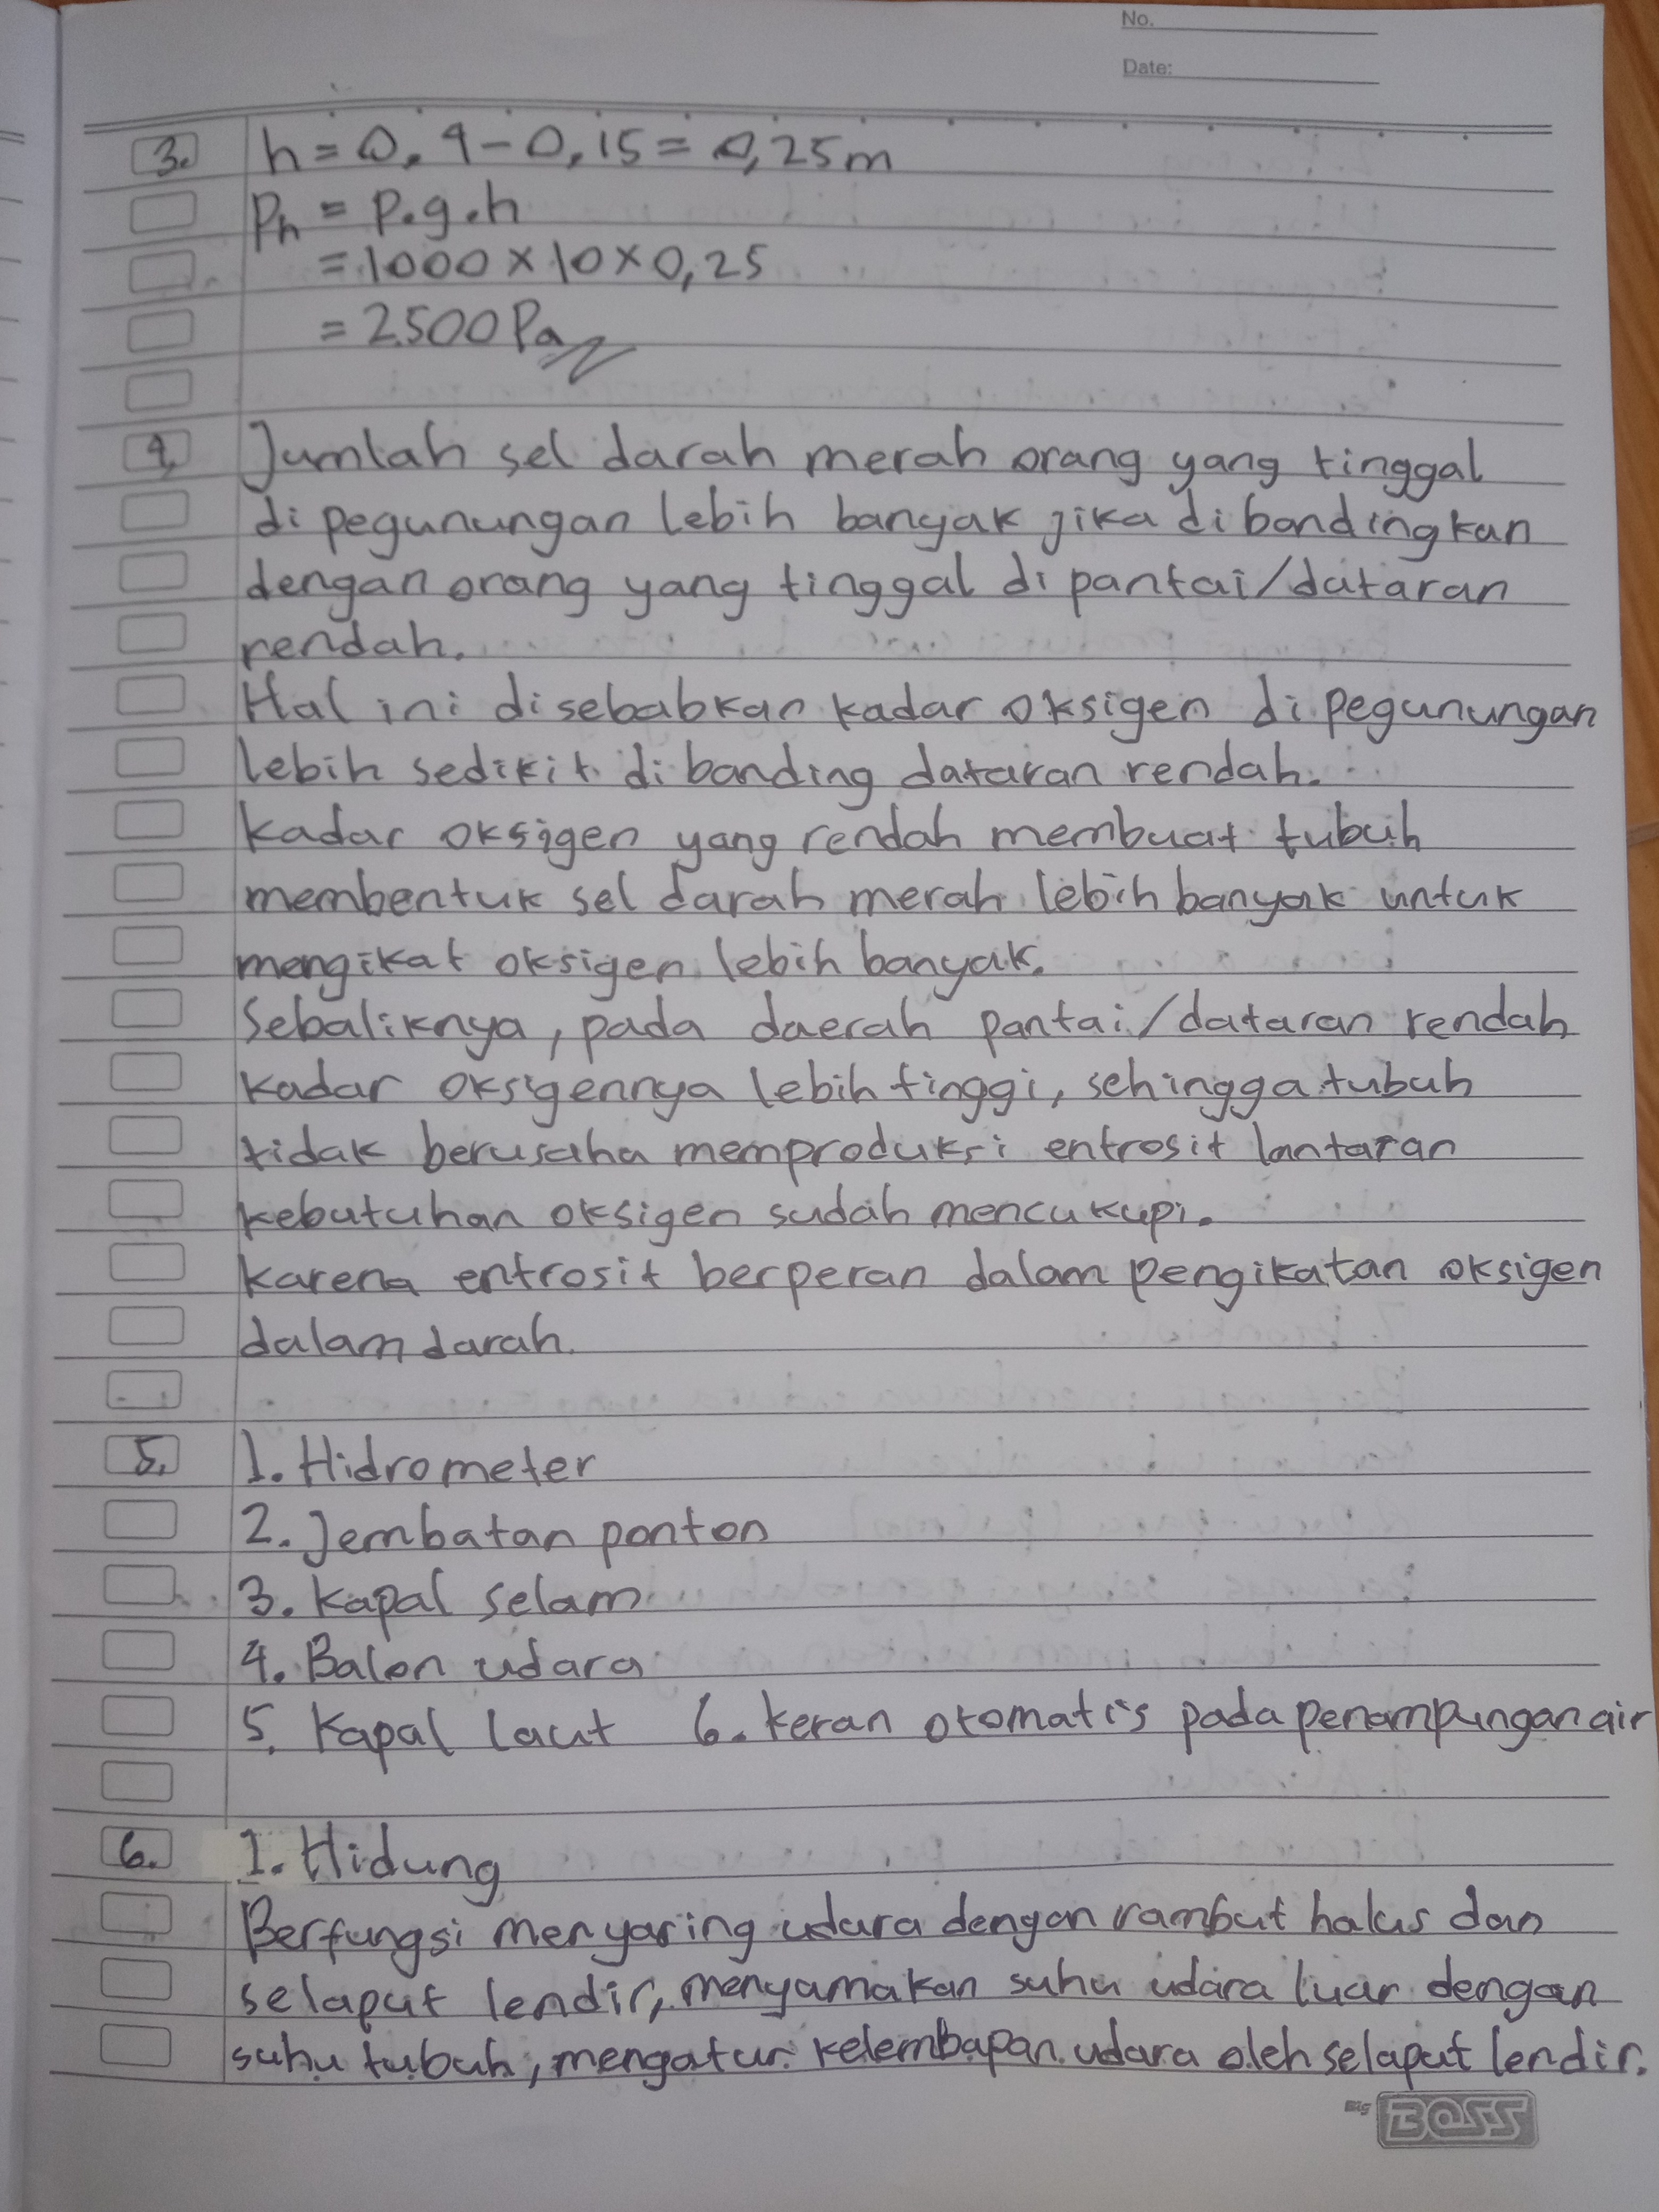 No.
Date:
3. h = 0,4 - 0,15 = 0,25 m
Ph = p.g.h
= 1000 x 10 x 0,25
= 2.500 Pa
4. Jumlah sel darah merah orang yang tinggal
di pegunungan lebih banyak jika dibandingkan
dengan orang yang tinggal di pantai/dataran
rendah.
Hal ini disebabkan kadar oksigen di pegunungan
lebih sedikit dibanding dataran rendah.
Kadar oksigen yang rendah membuat tubuh
membentuk sel darah merah lebih banyak untuk
mengikat oksigen lebih banyak.
Sebaliknya, pada daerah pantai/dataran rendah
kadar oksigennya lebih tinggi, sehingga tubuh
tidak berusaha memproduksi entrosit lantaran
kebutuhan oksigen sudah mencukupi.
Karena entrosit berperan dalam pengikatan oksigen
dalam darah.
5. 1. Hidrometer
2. Jembatan ponton
3. Kapal selam
4. Balon udara
5. Kapal laut 6. Keran otomatis pada penampungan air
6. 1. Hidung
Berfungsi menyaring udara dengan rambut halus dan
selaput lendir, menyamakan suhu udara luar dengan
suhu tubuh, mengatur kelembapan udara oleh selaput lendir.
Big BOSS